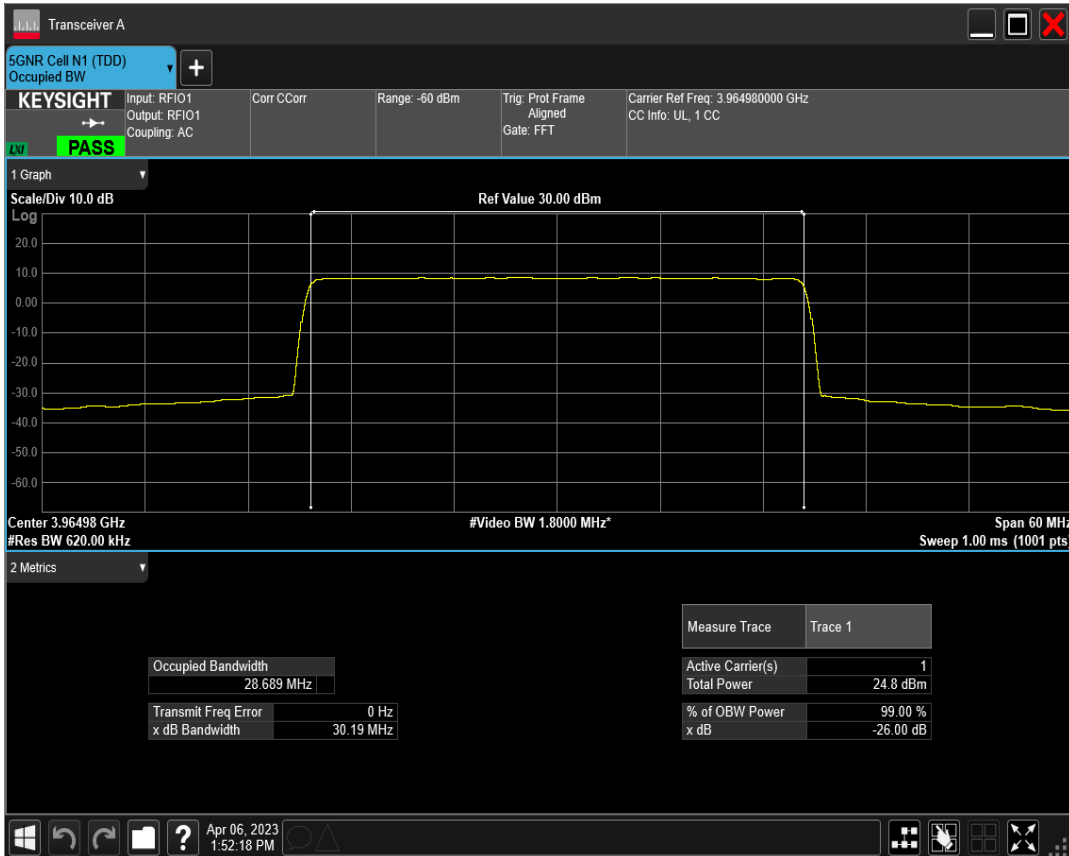 Transceiver A
5GNR Cell N1 (TDD)
Occupied BW
+
KEYSIGHT
LXI
PASS
Input: RFIO1
Output: RFIO1
Coupling: AC
Corr CCorr
Range: -60 dBm
Trig: Prot Frame
Aligned
Gate: FFT
Carrier Ref Freq: 3.964980000 GHz
CC Info: UL, 1 CC
1 Graph
Scale/Div 10.0 dB
Ref Value 30.00 dBm
Log
20.0
10.0
0.00
-10.0
-20.0
-30.0
-40.0
-50.0
-60.0
Center 3.96498 GHz
#Video BW 1.8000 MHz*
Span 60 MHz
#Res BW 620.00 kHz
Sweep 1.00 ms (1001 pts)
2 Metrics
Measure Trace Trace 1
Occupied Bandwidth
28.689 MHz
Active Carrier(s) 1
Total Power 24.8 dBm
Transmit Freq Error 0 Hz
x dB Bandwidth 30.19 MHz
% of OBW Power 99.00 %
x dB -26.00 dB
?
Apr 06, 2023
1:52:18 PM